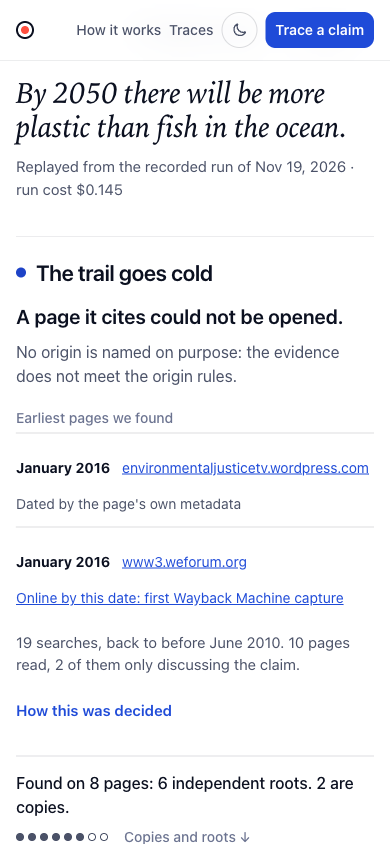 How it works Traces Trace a claim
By 2050 there will be more
plastic than fish in the ocean.
Replayed from the recorded run of Nov 19, 2026 ·
run cost $0.145
The trail goes cold
A page it cites could not be opened.
No origin is named on purpose: the evidence
does not meet the origin rules.
Earliest pages we found
January 2016 environmentaljusticetv.wordpress.com
Dated by the page's own metadata
January 2016 www3.weforum.org
Online by this date: first Wayback Machine capture
19 searches, back to before June 2010. 10 pages
read, 2 of them only discussing the claim.
How this was decided
Found on 8 pages: 6 independent roots. 2 are
copies.
Copies and roots ↓